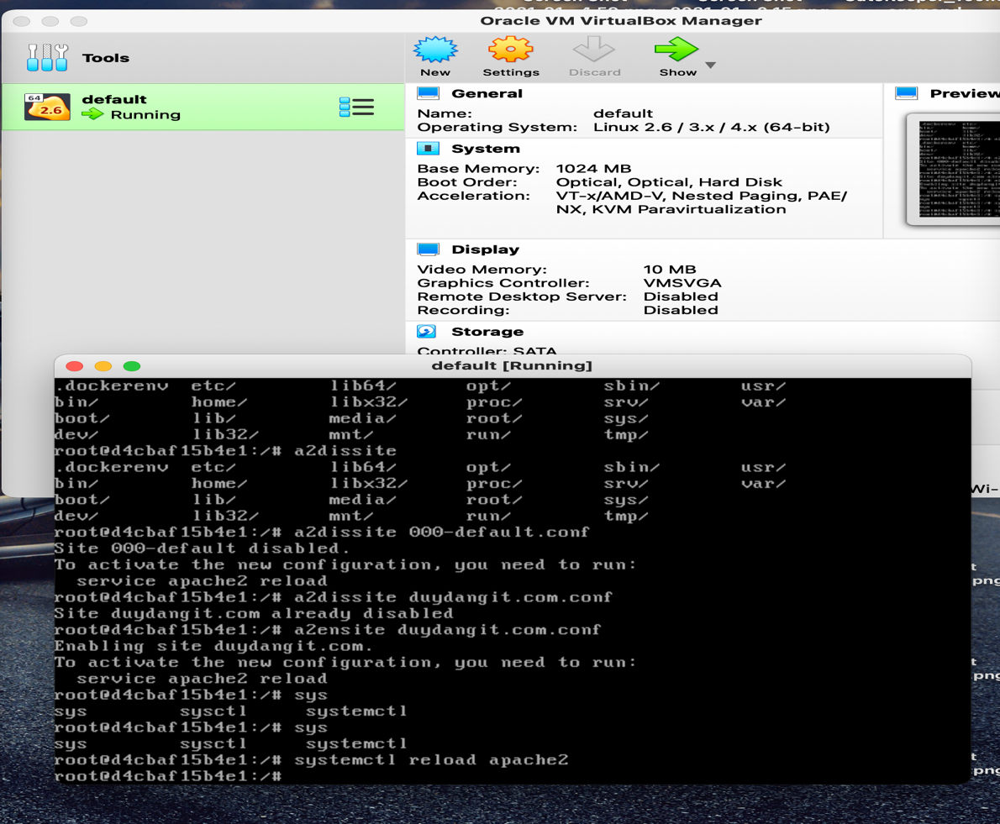 Oracle VM VirtualBox Manager
Tools
New
Settings
Discard
Show
64
2.6
default
Running
General
Name: default
Operating System: Linux 2.6 / 3.x / 4.x (64-bit)
Preview
System
Base Memory: 1024 MB
Boot Order: Optical, Optical, Hard Disk
Acceleration: VT-x/AMD-V, Nested Paging, PAE/
NX, KVM Paravirtualization
Display
Video Memory: 10 MB
Graphics Controller: VMSVGA
Remote Desktop Server: Disabled
Recording: Disabled
Storage
Controller: SATA
default [Running]
.dockerenv etc/ lib64/ opt/ sbin/ usr/
bin/ home/ libx32/ proc/ srv/ var/
boot/ lib/ media/ root/ sys/
dev/ lib32/ mnt/ run/ tmp/
root@d4cbaf15b4e1:/# a2dissite
.dockerenv etc/ lib64/ opt/ sbin/ usr/
bin/ home/ libx32/ proc/ srv/ var/
boot/ lib/ media/ root/ sys/
dev/ lib32/ mnt/ run/ tmp/
root@d4cbaf15b4e1:/# a2dissite 000-default.conf
Site 000-default disabled.
To activate the new configuration, you need to run:
service apache2 reload
root@d4cbaf15b4e1:/# a2dissite duydangit.com.conf
Site duydangit.com already disabled
root@d4cbaf15b4e1:/# a2ensite duydangit.com.conf
Enabling site duydangit.com.
To activate the new configuration, you need to run:
service apache2 reload
root@d4cbaf15b4e1:/# sys
sys sysctl systemctl
root@d4cbaf15b4e1:/# sys
sys sysctl systemctl
root@d4cbaf15b4e1:/# systemctl reload apache2
root@d4cbaf15b4e1:/#
Wi-
t
.png
t
.png
t
.png